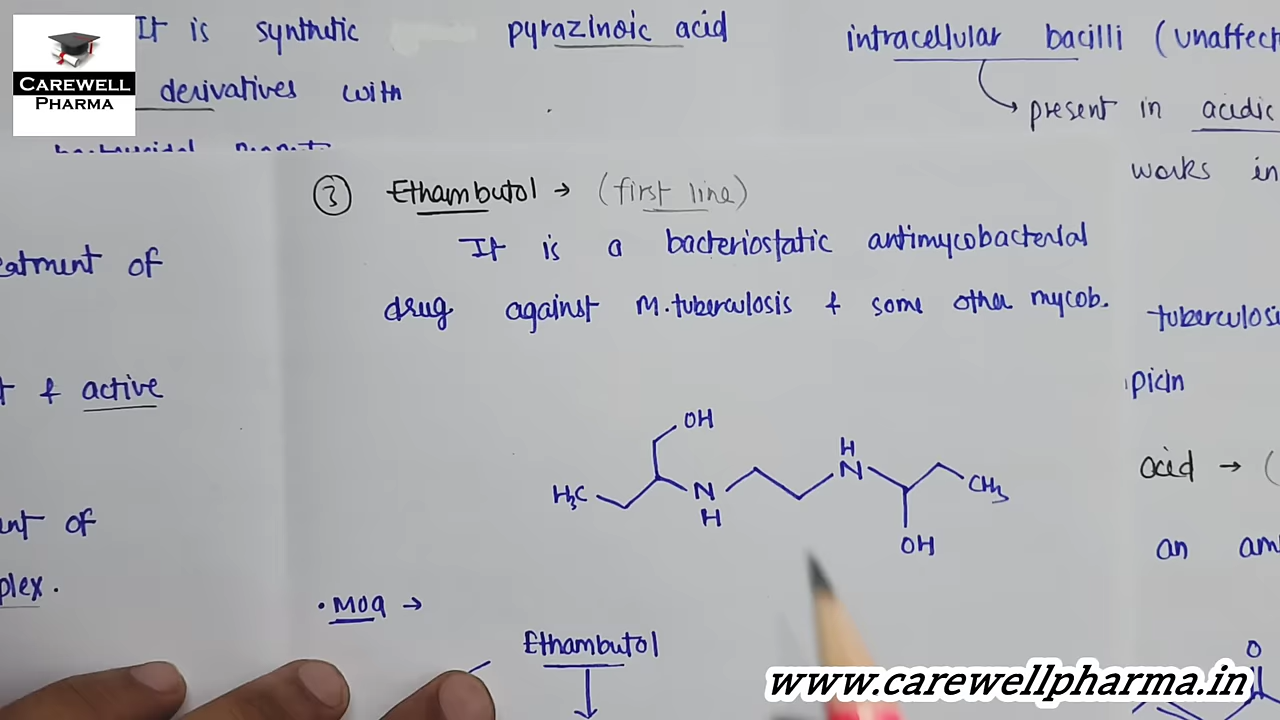 CAREWELL
PHARMA
It is synthetic
derivatives with
pyrazinoic acid
intracellular bacilli (unaffect
present in acidic
works in
③ Ethambutol → (first line)
It is a bacteriostatic antimycobacterial
drug against M.tuberculosis & some other mycob.
eatment of
& active
nt of
plex.
tuberculosi
picin
acid → (
an am
OH
H
N
H3C
N
H
CH3
OH
• MOA →
Ethambutol
O
www.carewellpharma.in